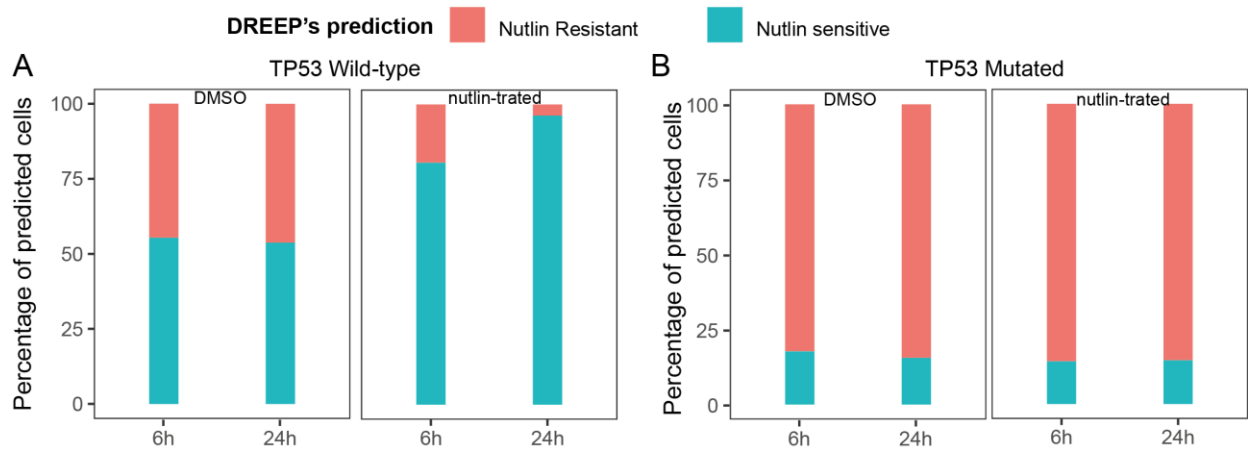 DREEP's prediction Nutlin Resistant Nutlin sensitive
A TP53 Wild-type
DMSO nutlin-trated
Percentage of predicted cells
100
75
50
25
0
6h 24h 6h 24h
B TP53 Mutated
DMSO nutlin-trated
Percentage of predicted cells
100
75
50
25
0
6h 24h 6h 24h